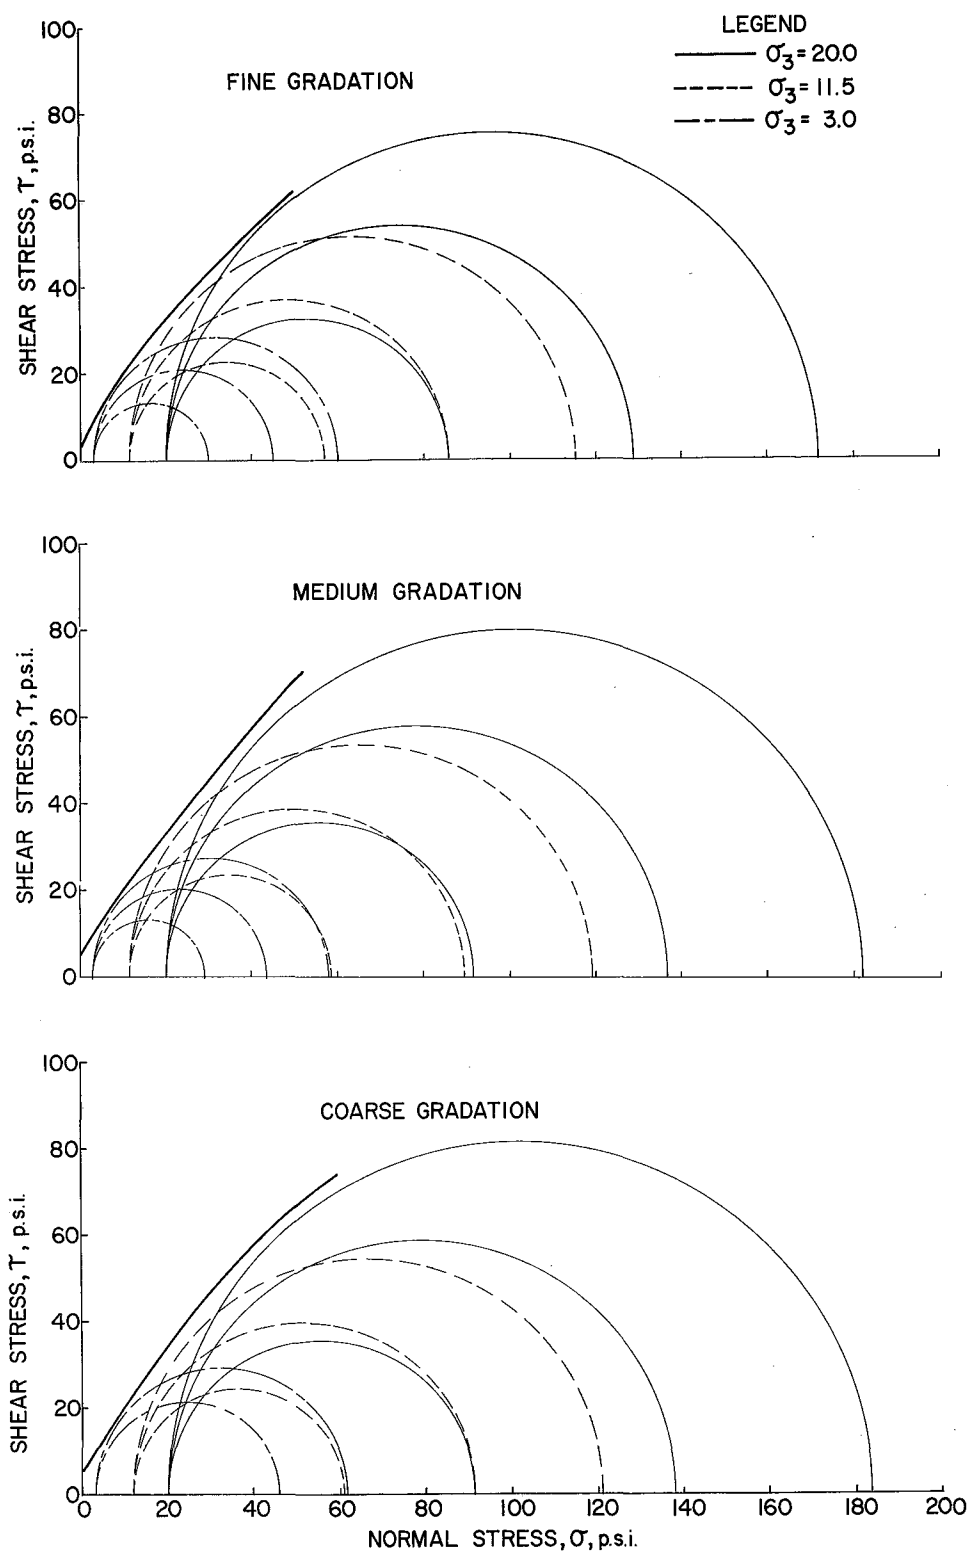 LEGEND
σ3 = 20.0
σ3 = 11.5
σ3 = 3.0
FINE GRADATION
SHEAR STRESS, τ, p.s.i.
100
80
60
40
20
0
MEDIUM GRADATION
SHEAR STRESS, τ, p.s.i.
100
80
60
40
20
0
COARSE GRADATION
SHEAR STRESS, τ, p.s.i.
100
80
60
40
20
0
0 20 40 60 80 100 120 140 160 180 200
NORMAL STRESS, σ, p.s.i.